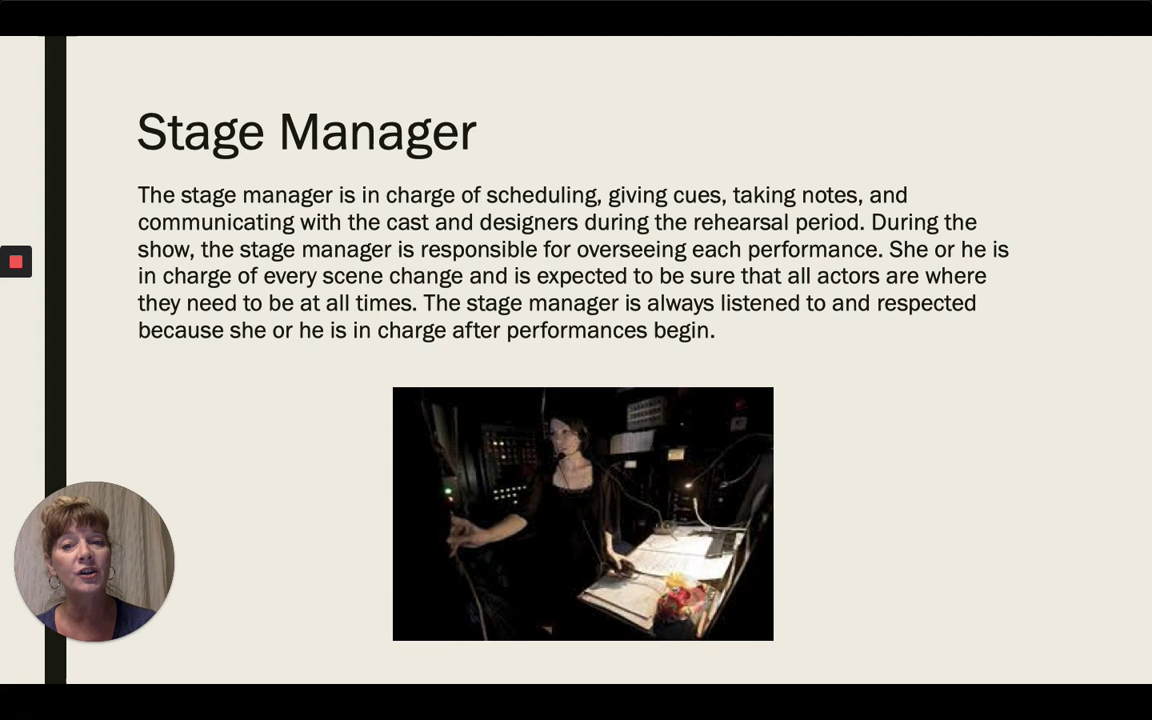 Stage Manager
The stage manager is in charge of scheduling, giving cues, taking notes, and
communicating with the cast and designers during the rehearsal period. During the
show, the stage manager is responsible for overseeing each performance. She or he is
in charge of every scene change and is expected to be sure that all actors are where
they need to be at all times. The stage manager is always listened to and respected
because she or he is in charge after performances begin.